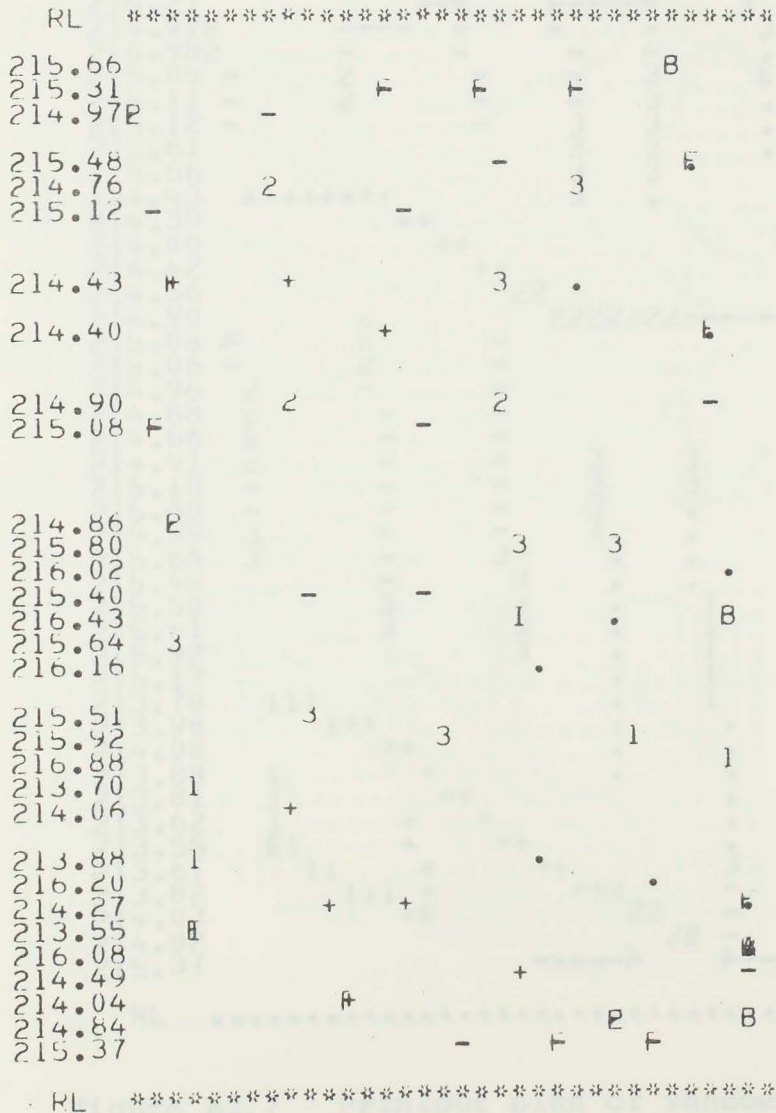 RL **********************************
215.66 B
215.31 F F F
214.97 -
215.48 - F
214.76 2 3
215.12 - -
214.43 + 3 .
214.40 +
214.90 2 2 -
215.08 F -
214.86
215.80 3 3
216.02 .
215.40 - -
216.43 1 . B
215.64 3
216.16 .
215.51 3
215.92 3 1
216.88 1
213.70 1
214.06 +
213.88 1 .
216.20 .
214.27 + +
213.55
216.08
214.49 + -
214.04
214.84 B
215.37 - F F
RL **********************************